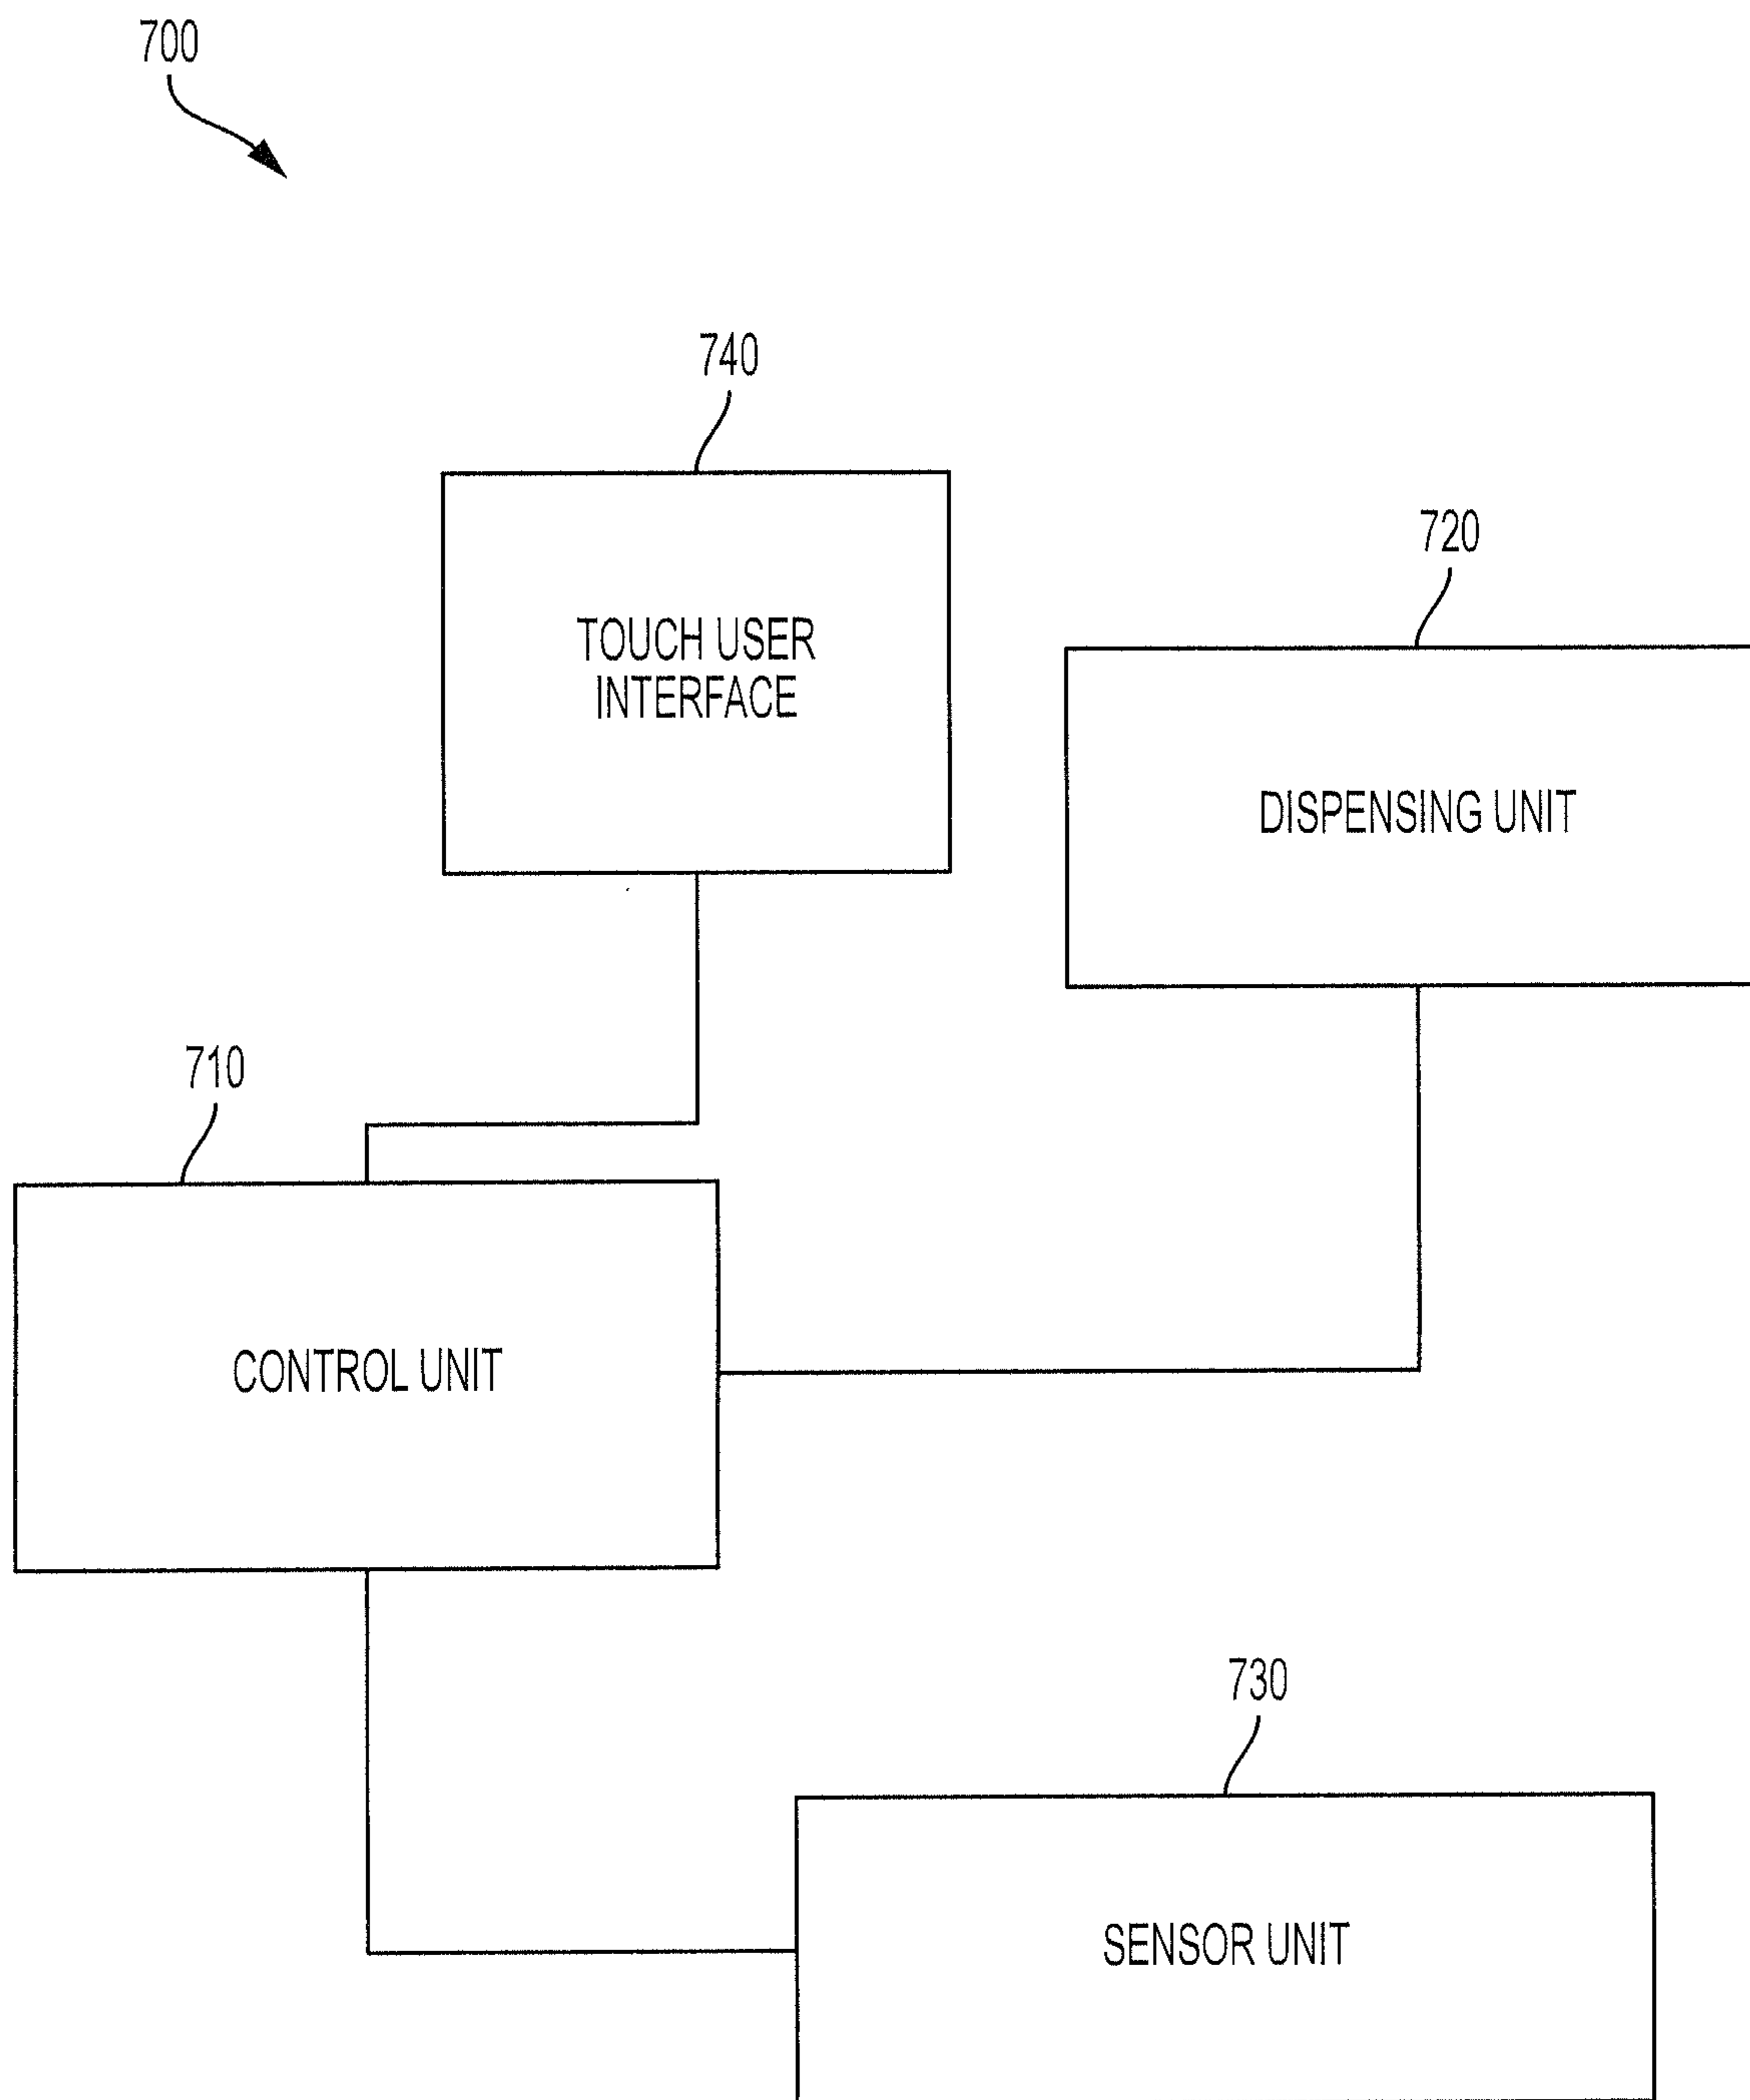 700
740
TOUCH USER
INTERFACE
720
DISPENSING UNIT
710
CONTROL UNIT
730
SENSOR UNIT